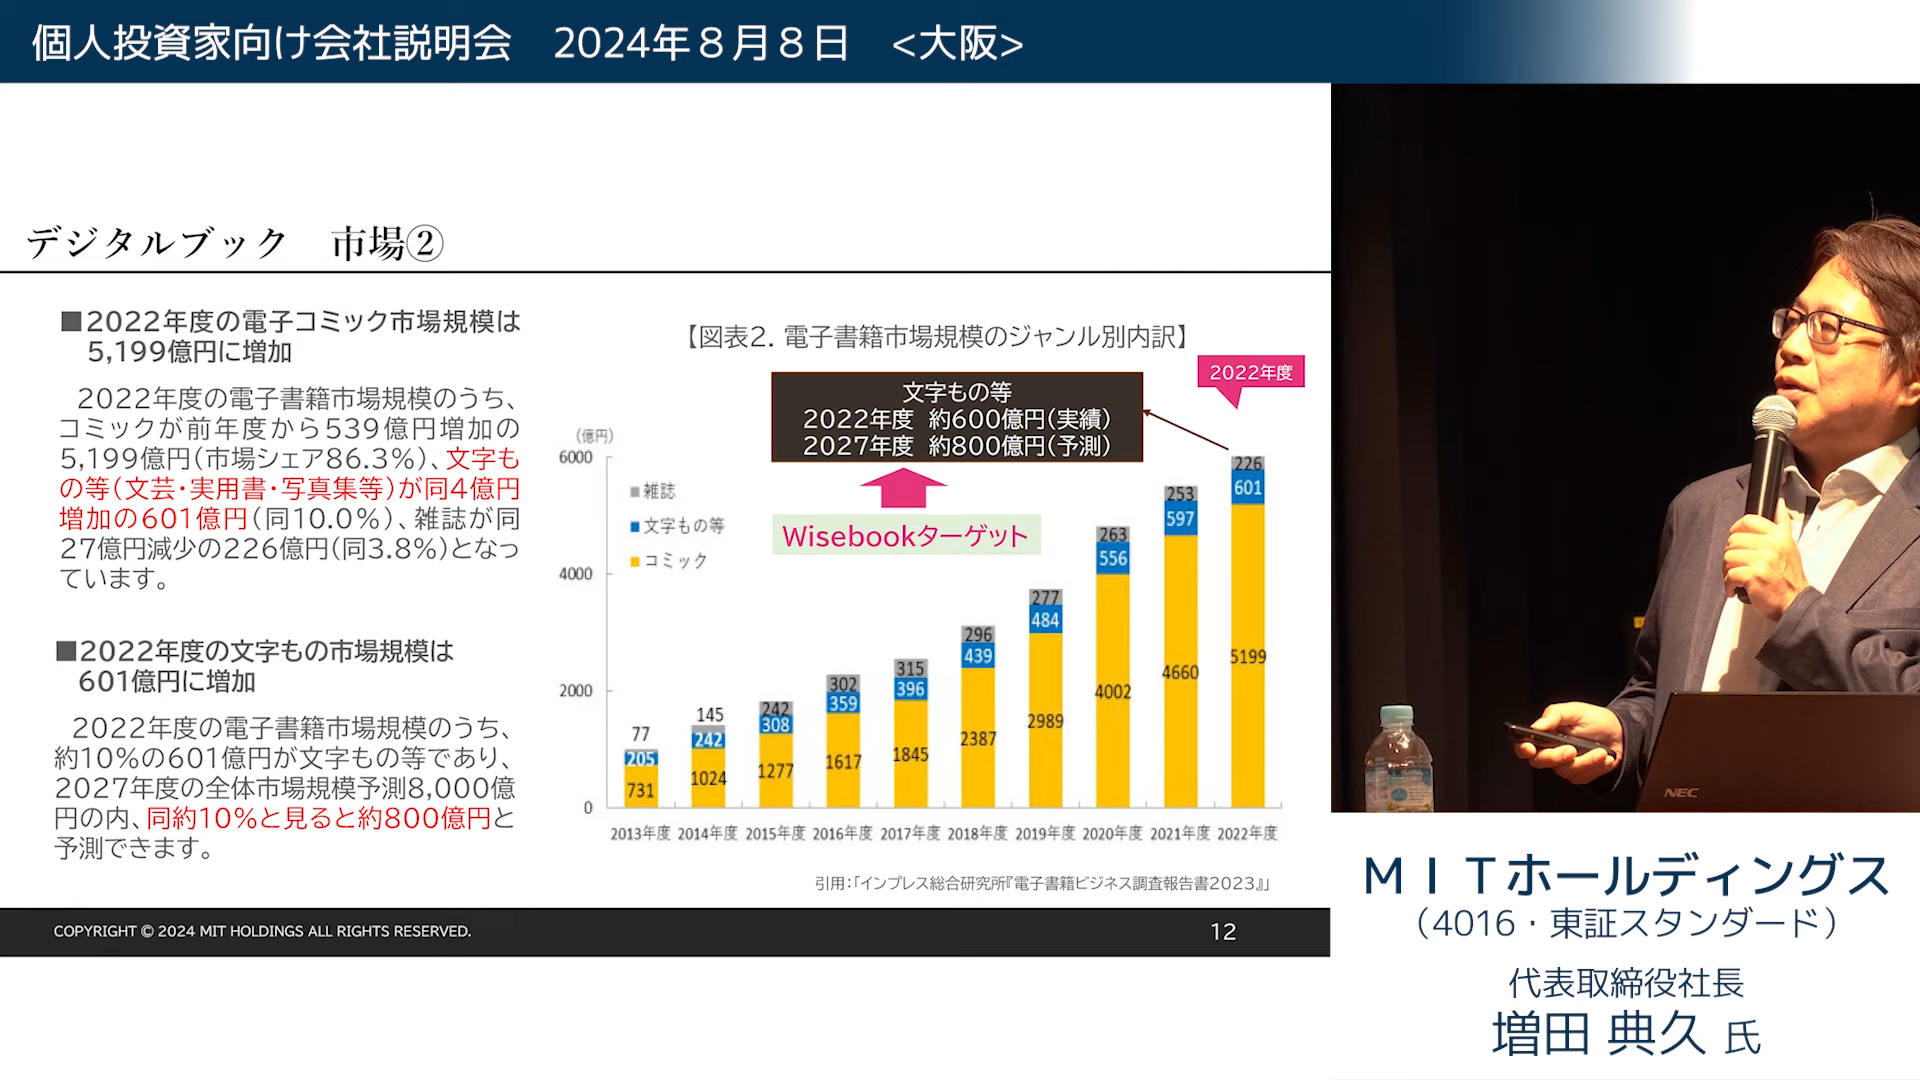 個人投資家向け会社説明会　2024年８月８日　<大阪>
デジタルブック　市場②
■2022年度の電子コミック市場規模は
5,199億円に増加
2022年度の電子書籍市場規模のうち、
コミックが前年度から539億円増加の
5,199億円(市場シェア86.3%)、文字も
の等(文芸・実用書・写真集等)が同4億円
増加の601億円(同10.0%)、雑誌が同
27億円減少の226億円(同3.8%)となっ
ています。
■2022年度の文字もの市場規模は
601億円に増加
2022年度の電子書籍市場規模のうち、
約10%の601億円が文字もの等であり、
2027年度の全体市場規模予測8,000億
円の内、同約10%と見ると約800億円と
予測できます。
【図表2. 電子書籍市場規模のジャンル別内訳】
2022年度
文字もの等
2022年度　約600億円(実績)
2027年度　約800億円(予測)
Wisebookターゲット
(億円)
6000
4000
2000
0
■雑誌
■文字もの等
■コミック
77
205
731
145
242
1024
242
308
1277
302
359
1617
315
396
1845
296
439
2387
277
484
2989
263
556
4002
253
597
4660
226
601
5199
2013年度 2014年度 2015年度 2016年度 2017年度 2018年度 2019年度 2020年度 2021年度 2022年度
引用:「インプレス総合研究所『電子書籍ビジネス調査報告書2023』」
COPYRIGHT © 2024 MIT HOLDINGS ALL RIGHTS RESERVED.
12
NEC
ＭＩＴホールディングス
（4016・東証スタンダード）
代表取締役社長
増田 典久 氏